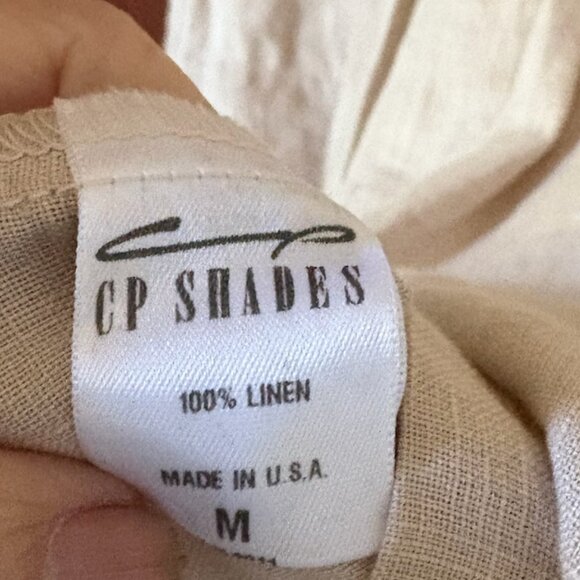 cp
CP SHADES
100% LINEN
MADE IN U.S.A.
M